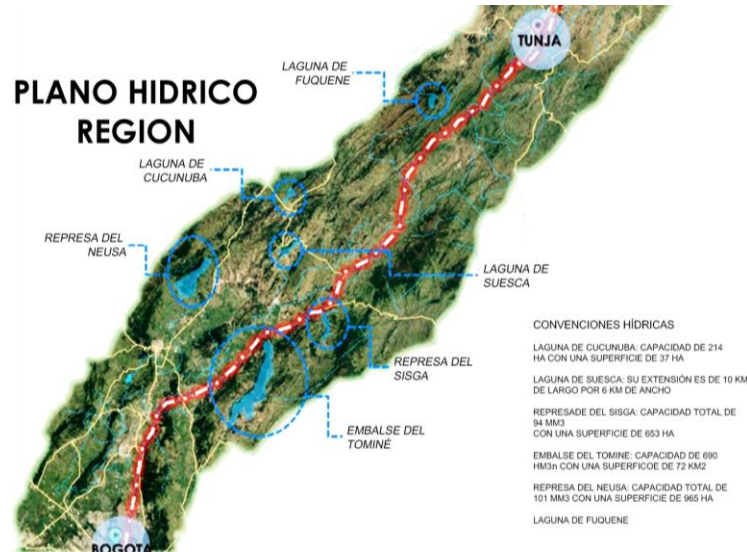 TUNJA
PLANO HIDRICO
REGION
LAGUNA DE
FUQUENE
LAGUNA DE
CUCUNUBA
REPRESA DEL
NEUSA
LAGUNA DE
SUESCA
REPRESA DEL
SISGA
EMBALSE DEL
TOMINÉ
BOGOTA
CONVENCIONES HÍDRICAS
LAGUNA DE CUCUNUBA: CAPACIDAD DE 214
HA CON UNA SUPERFICIE DE 37 HA
LAGUNA DE SUESCA: SU EXTENSIÓN ES DE 10 KM
DE LARGO POR 6 KM DE ANCHO
REPRESADE DEL SISGA: CAPACIDAD TOTAL DE
94 MM3
CON UNA SUPERFICIE DE 653 HA
EMBALSE DEL TOMINE: CAPACIDAD DE 690
HM3n CON UNA SUPERFICOE DE 72 KM2
REPRESA DEL NEUSA: CAPACIDAD TOTAL DE
101 MM3 CON UNA SUPERFICIE DE 965 HA
LAGUNA DE FUQUENE